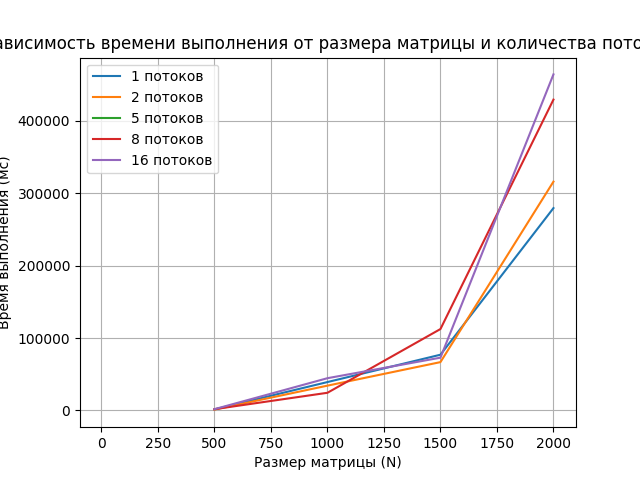 ависимость времени выполнения от размера матрицы и количества пото
1 потоков
2 потоков
5 потоков
8 потоков
16 потоков
400000
300000
200000
100000
0
Время выполнения (мс)
0 250 500 750 1000 1250 1500 1750 2000
Размер матрицы (N)